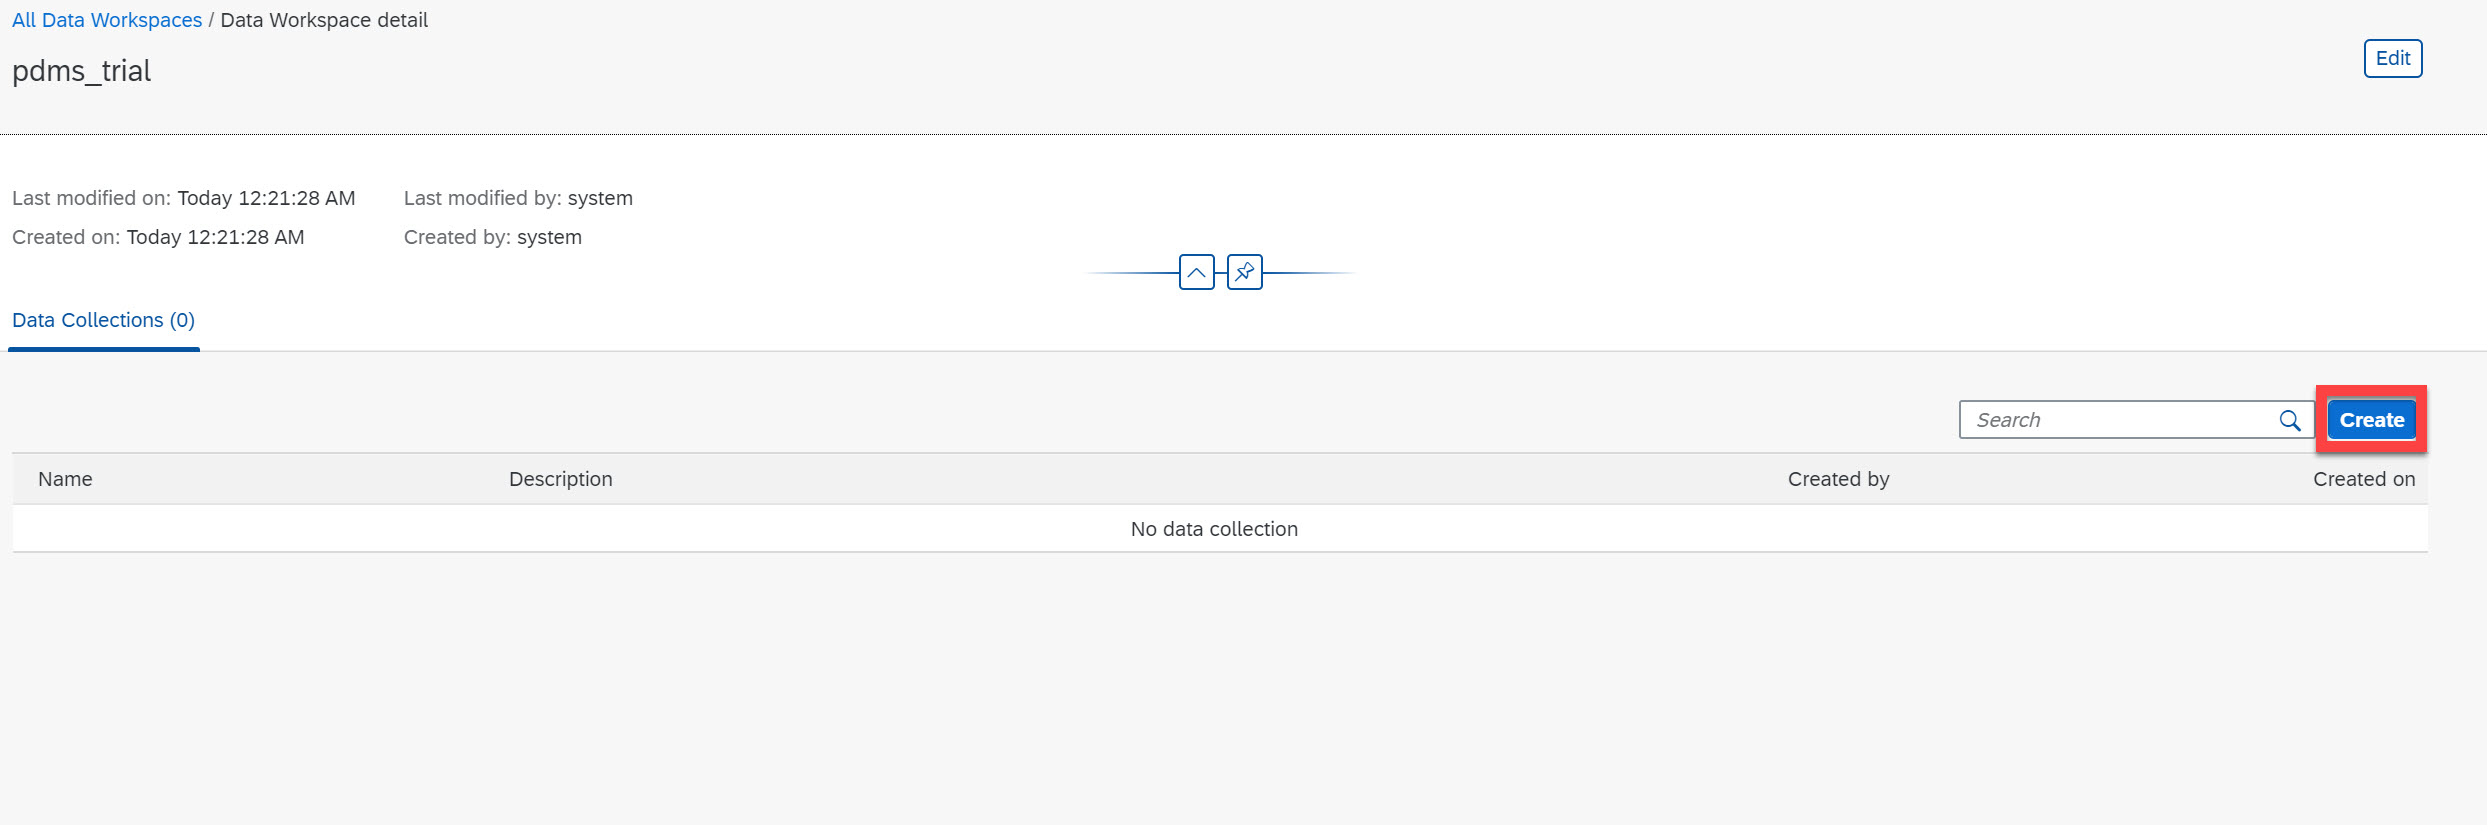 All Data Workspaces / Data Workspace detail
pdms_trial
Edit
Last modified on: Today 12:21:28 AM Last modified by: system
Created on: Today 12:21:28 AM Created by: system
Data Collections (0)
Search Create
Name Description Created by Created on
No data collection